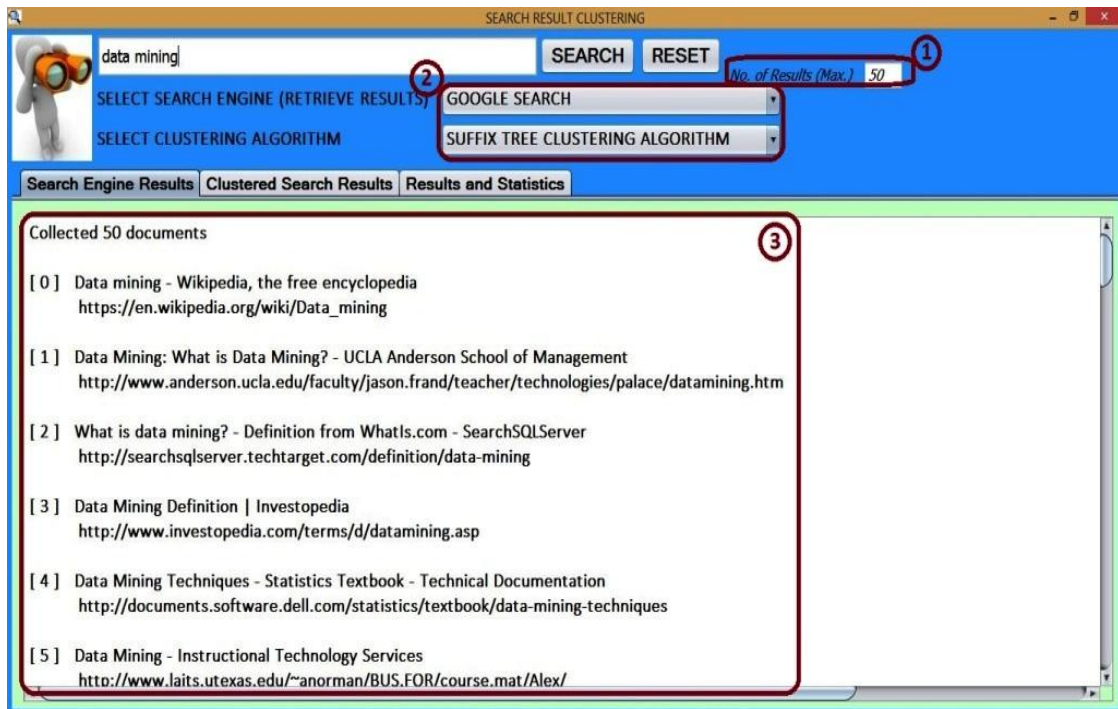 SEARCH RESULT CLUSTERING
data mining
SEARCH RESET
1
No. of Results (Max.) 50
2
SELECT SEARCH ENGINE (RETRIEVE RESULTS) GOOGLE SEARCH
SELECT CLUSTERING ALGORITHM SUFFIX TREE CLUSTERING ALGORITHM
Search Engine Results Clustered Search Results Results and Statistics
3
Collected 50 documents
[ 0 ] Data mining - Wikipedia, the free encyclopedia
https://en.wikipedia.org/wiki/Data_mining
[ 1 ] Data Mining: What is Data Mining? - UCLA Anderson School of Management
http://www.anderson.ucla.edu/faculty/jason.frand/teacher/technologies/palace/datamining.htm
[ 2 ] What is data mining? - Definition from WhatIs.com - SearchSQLServer
http://searchsqlserver.techtarget.com/definition/data-mining
[ 3 ] Data Mining Definition | Investopedia
http://www.investopedia.com/terms/d/datamining.asp
[ 4 ] Data Mining Techniques - Statistics Textbook - Technical Documentation
http://documents.software.dell.com/statistics/textbook/data-mining-techniques
[ 5 ] Data Mining - Instructional Technology Services
http://www.laits.utexas.edu/~anorman/BUS.FOR/course.mat/Alex/